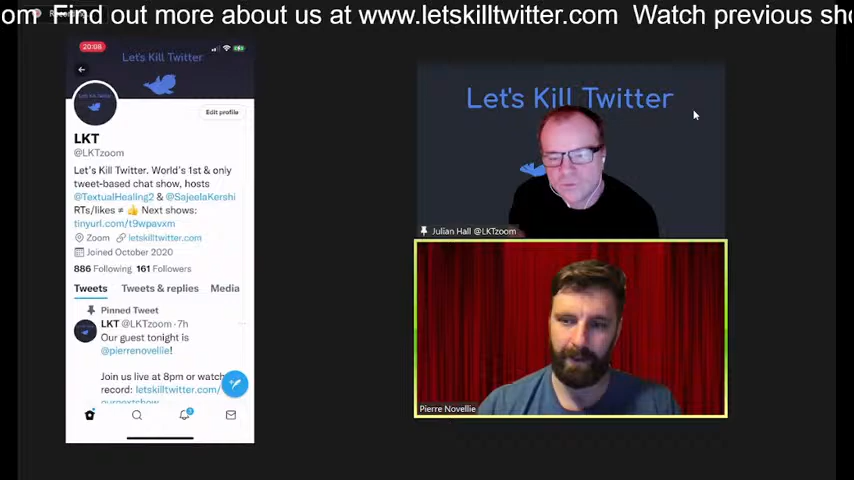 om  Find out more about us at www.letskilltwitter.com  Watch previous sho
20:08
Let's Kill Twitter
Edit profile
LKT
@LKTzoom
Let's Kill Twitter. World's 1st & only
tweet-based chat show, hosts
@TextualHealing2 & @SajeelaKershi
RTs/likes ≠ 👍 Next shows:
tinyurl.com/t9wpavxm
Zoom letskilltwitter.com
Joined October 2020
886 Following 161 Followers
Tweets Tweets & replies Media
Pinned Tweet
LKT @LKTzoom · 7h
Our guest tonight is
@pierrenovellie!
Join us live at 8pm or watch
record: letskilltwitter.com/
ournextshow
Let's Kill Twitter
Julian Hall @LKTzoom
Pierre Novellie